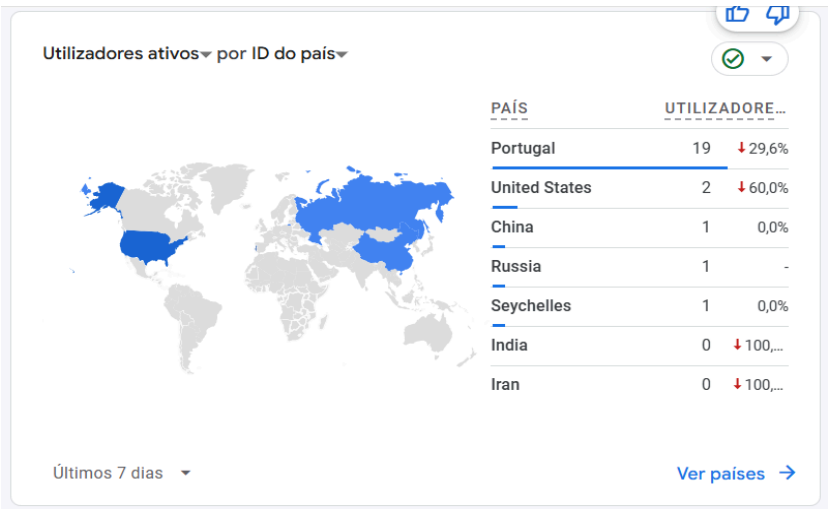 Utilizadores ativos por ID do país
PAÍS UTILIZADORE…
Portugal 19 29,6%
United States 2 60,0%
China 1 0,0%
Russia 1 -
Seychelles 1 0,0%
India 0 100,…
Iran 0 100,…
Últimos 7 dias
Ver países